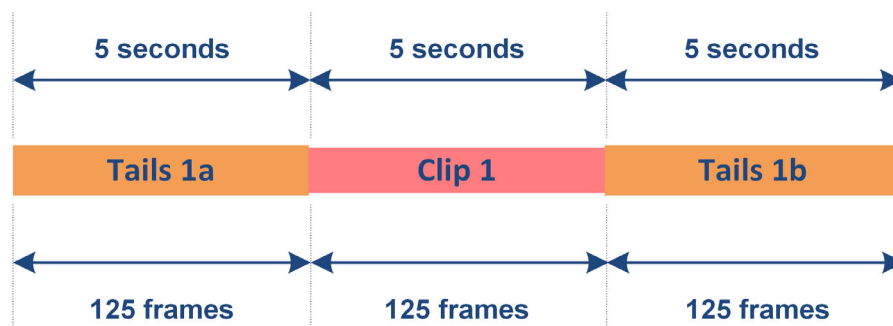 5 seconds 5 seconds 5 seconds
Tails 1a Clip 1 Tails 1b
125 frames 125 frames 125 frames